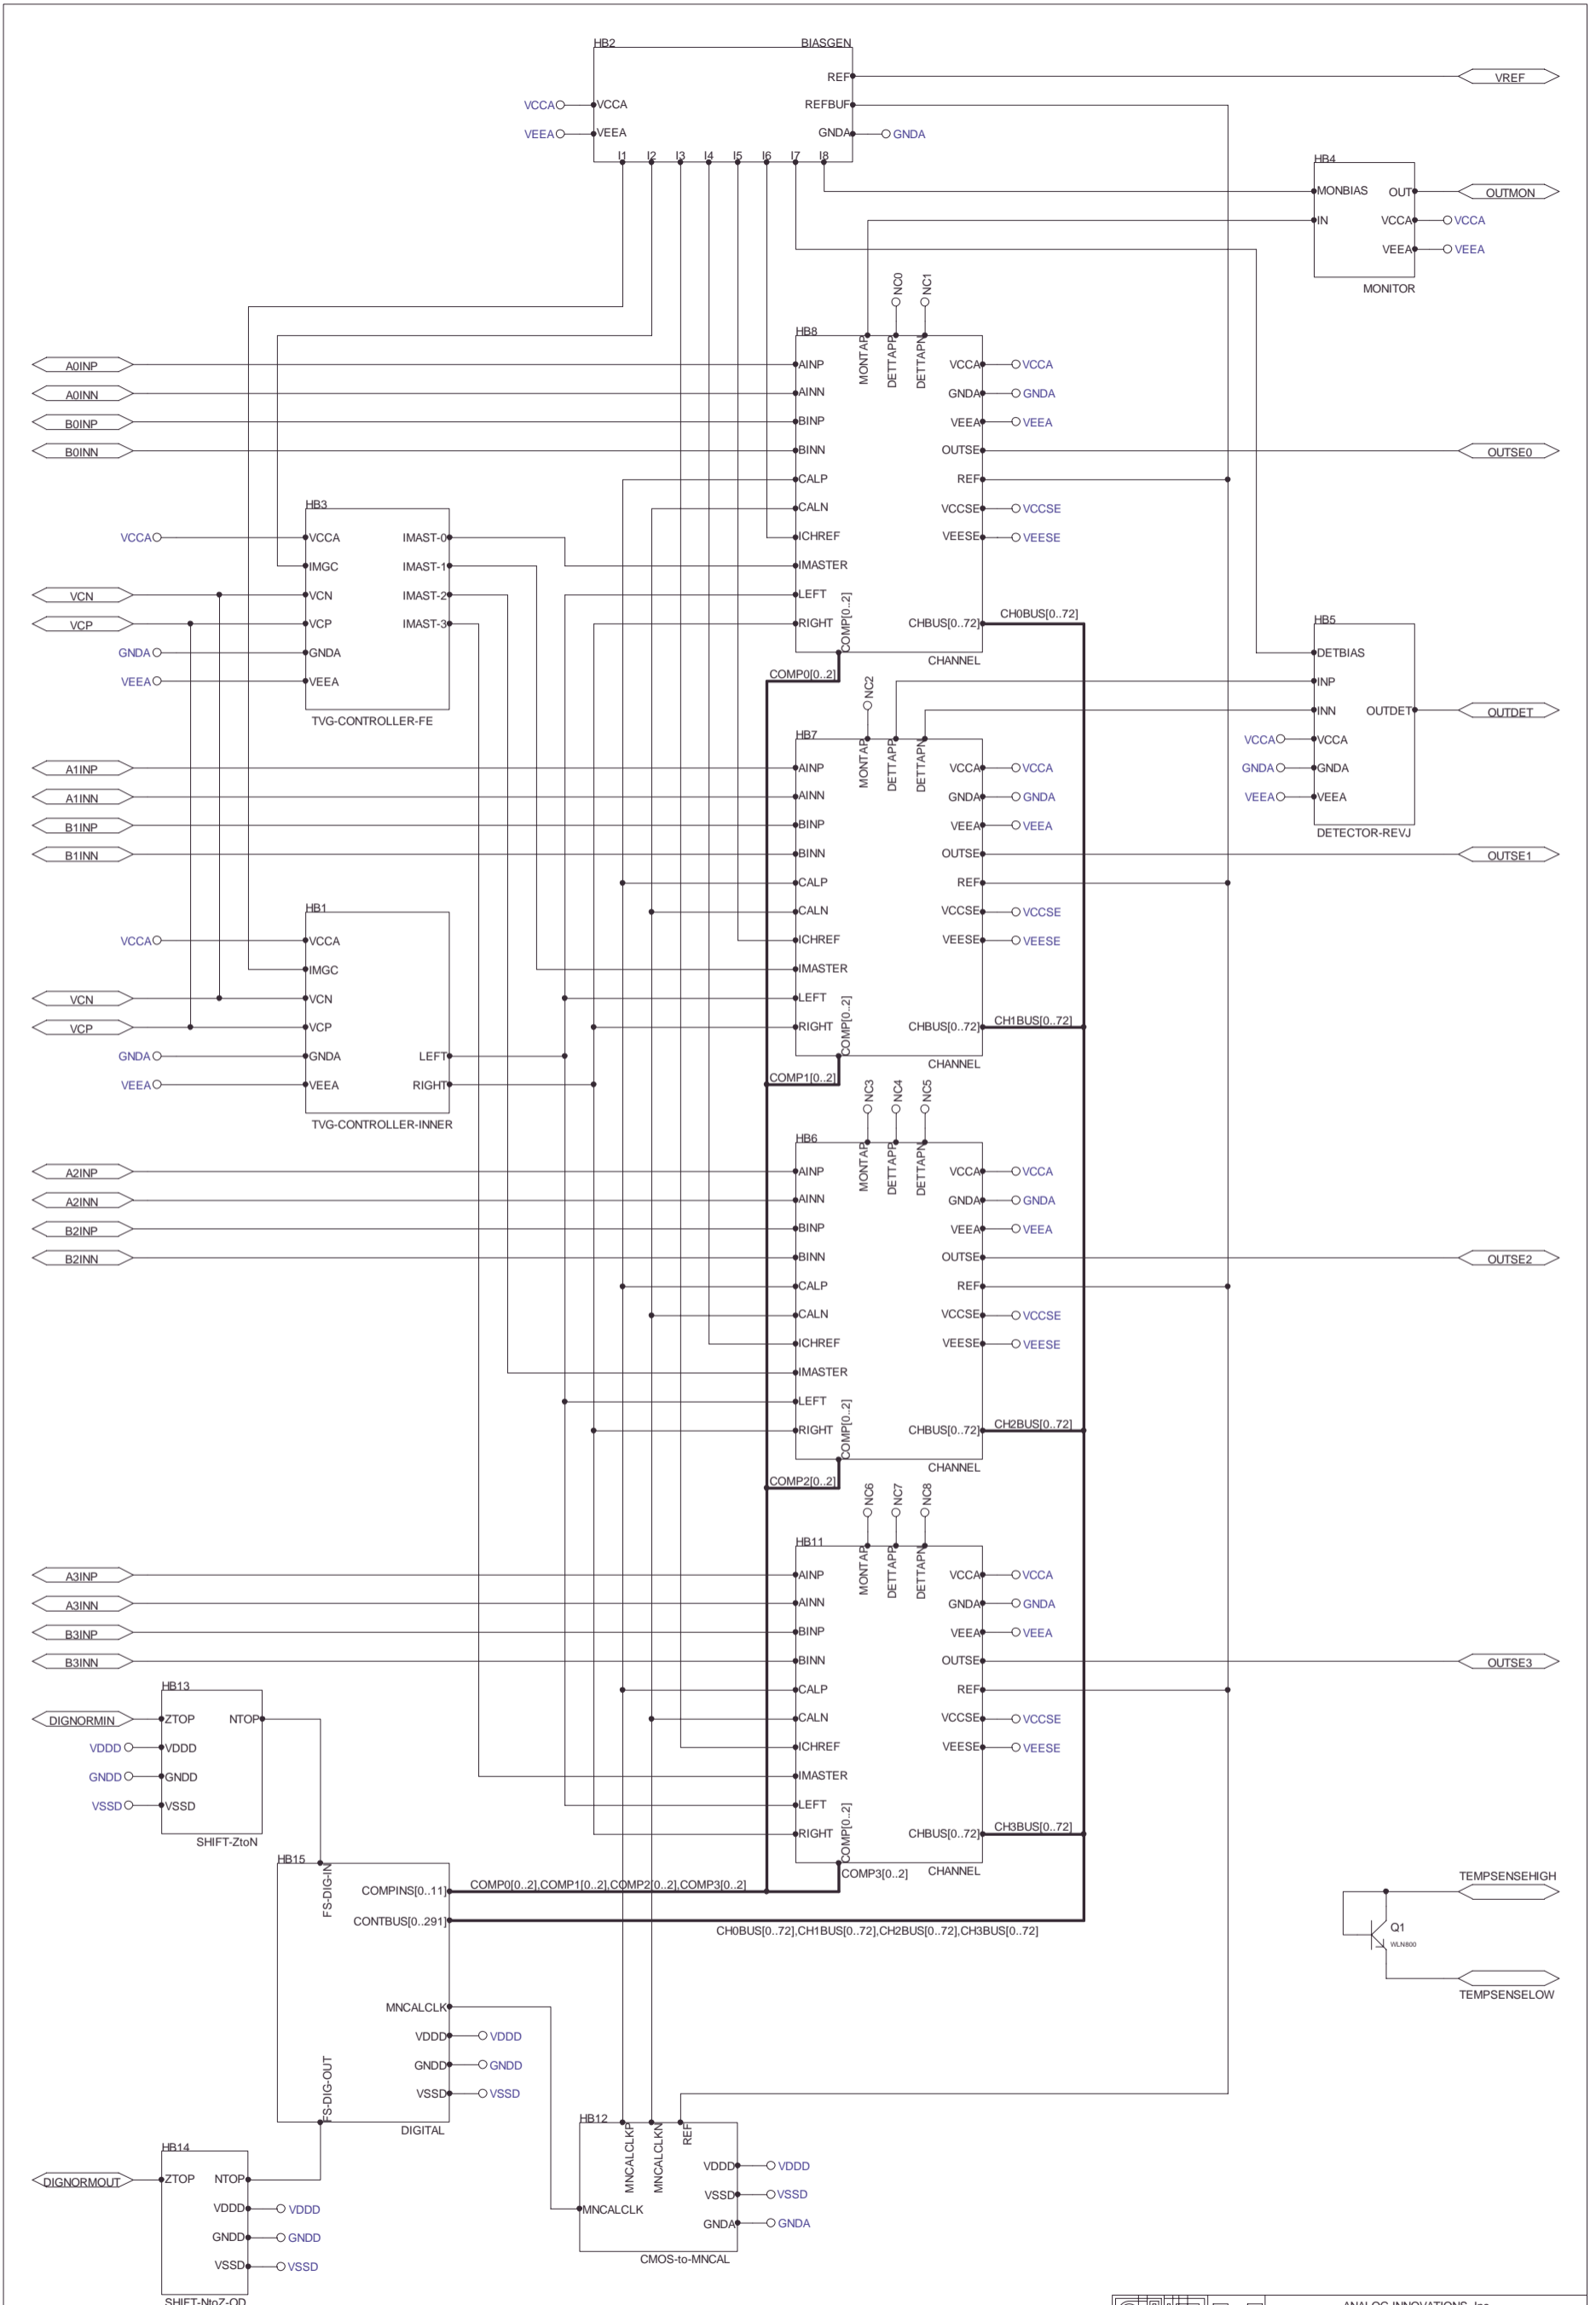 HB2 BIASGEN
REF VREF
VCCA VCCA REFBUF
VEEA VEEA GNDA GNDA
I1 I2 I3 I4 I5 I6 I7 I8
HB4
MONBIAS OUT OUTMON
IN VCCA VCCA
VEEA VEEA
MONITOR
NC0 NC1
HB8 MONTAP DETTAPP DETTAPN
A0INP AINP VCCA VCCA
A0INN AINN GNDA GNDA
B0INP BINP VEEA VEEA
B0INN BINN OUTSE OUTSE0
CALP REF
HB3
CALN VCCSE VCCSE
VCCA VCCA IMAST-0 ICHREF VEESE VEESE
IMGC IMAST-1 IMASTER
VCN VCN IMAST-2 LEFT COMP[0..2]
VCP VCP IMAST-3 RIGHT CHBUS[0..72] CH0BUS[0..72]
GNDA GNDA
CHANNEL
VEEA VEEA
COMP0[0..2]
TVG-CONTROLLER-FE
HB5
DETBIAS
INP
INN OUTDET OUTDET
VCCA VCCA
GNDA GNDA
VEEA VEEA
DETECTOR-REVJ
NC2
HB7 MONTAP DETTAPP DETTAPN
A1INP AINP VCCA VCCA
A1INN AINN GNDA GNDA
B1INP BINP VEEA VEEA
B1INN BINN OUTSE OUTSE1
CALP REF
HB1
CALN VCCSE VCCSE
VCCA VCCA ICHREF VEESE VEESE
IMGC IMASTER
VCN VCN LEFT COMP[0..2]
VCP VCP RIGHT CHBUS[0..72] CH1BUS[0..72]
GNDA GNDA LEFT
CHANNEL
VEEA VEEA RIGHT
COMP1[0..2]
TVG-CONTROLLER-INNER
NC3 NC4 NC5
HB6 MONTAP DETTAPP DETTAPN
A2INP AINP VCCA VCCA
A2INN AINN GNDA GNDA
B2INP BINP VEEA VEEA
B2INN BINN OUTSE OUTSE2
CALP REF
CALN VCCSE VCCSE
ICHREF VEESE VEESE
IMASTER
LEFT COMP[0..2]
RIGHT CHBUS[0..72] CH2BUS[0..72]
CHANNEL
COMP2[0..2]
NC6 NC7 NC8
HB11 MONTAP DETTAPP DETTAPN
A3INP AINP VCCA VCCA
A3INN AINN GNDA GNDA
B3INP BINP VEEA VEEA
B3INN BINN OUTSE OUTSE3
CALP REF
CALN VCCSE VCCSE
ICHREF VEESE VEESE
IMASTER
LEFT COMP[0..2]
RIGHT CHBUS[0..72] CH3BUS[0..72]
COMP3[0..2] CHANNEL
HB13
DIGNORMIN ZTOP NTOP
VDDD VDDD
GNDD GNDD
VSSD VSSD
SHIFT-ZtoN
HB15 FS-DIG-IN
COMPINS[0..11] COMP0[0..2],COMP1[0..2],COMP2[0..2],COMP3[0..2]
CONTBUS[0..291]
CH0BUS[0..72],CH1BUS[0..72],CH2BUS[0..72],CH3BUS[0..72]
MNCALCLK
VDDD VDDD
GNDD GNDD
VSSD VSSD
FS-DIG-OUT
DIGITAL
TEMPSENSEHIGH
Q1
WLN800
TEMPSENSELOW
HB12 MNCALCLKP MNCALCLKN REF
VDDD VDDD
VSSD VSSD
MNCALCLK
GNDA GNDA
CMOS-to-MNCAL
HB14
DIGNORMOUT ZTOP NTOP
VDDD VDDD
GNDD GNDD
VSSD VSSD
SHIFT-NtoZ-OD
ANALOG INNOVATIONS, Inc.